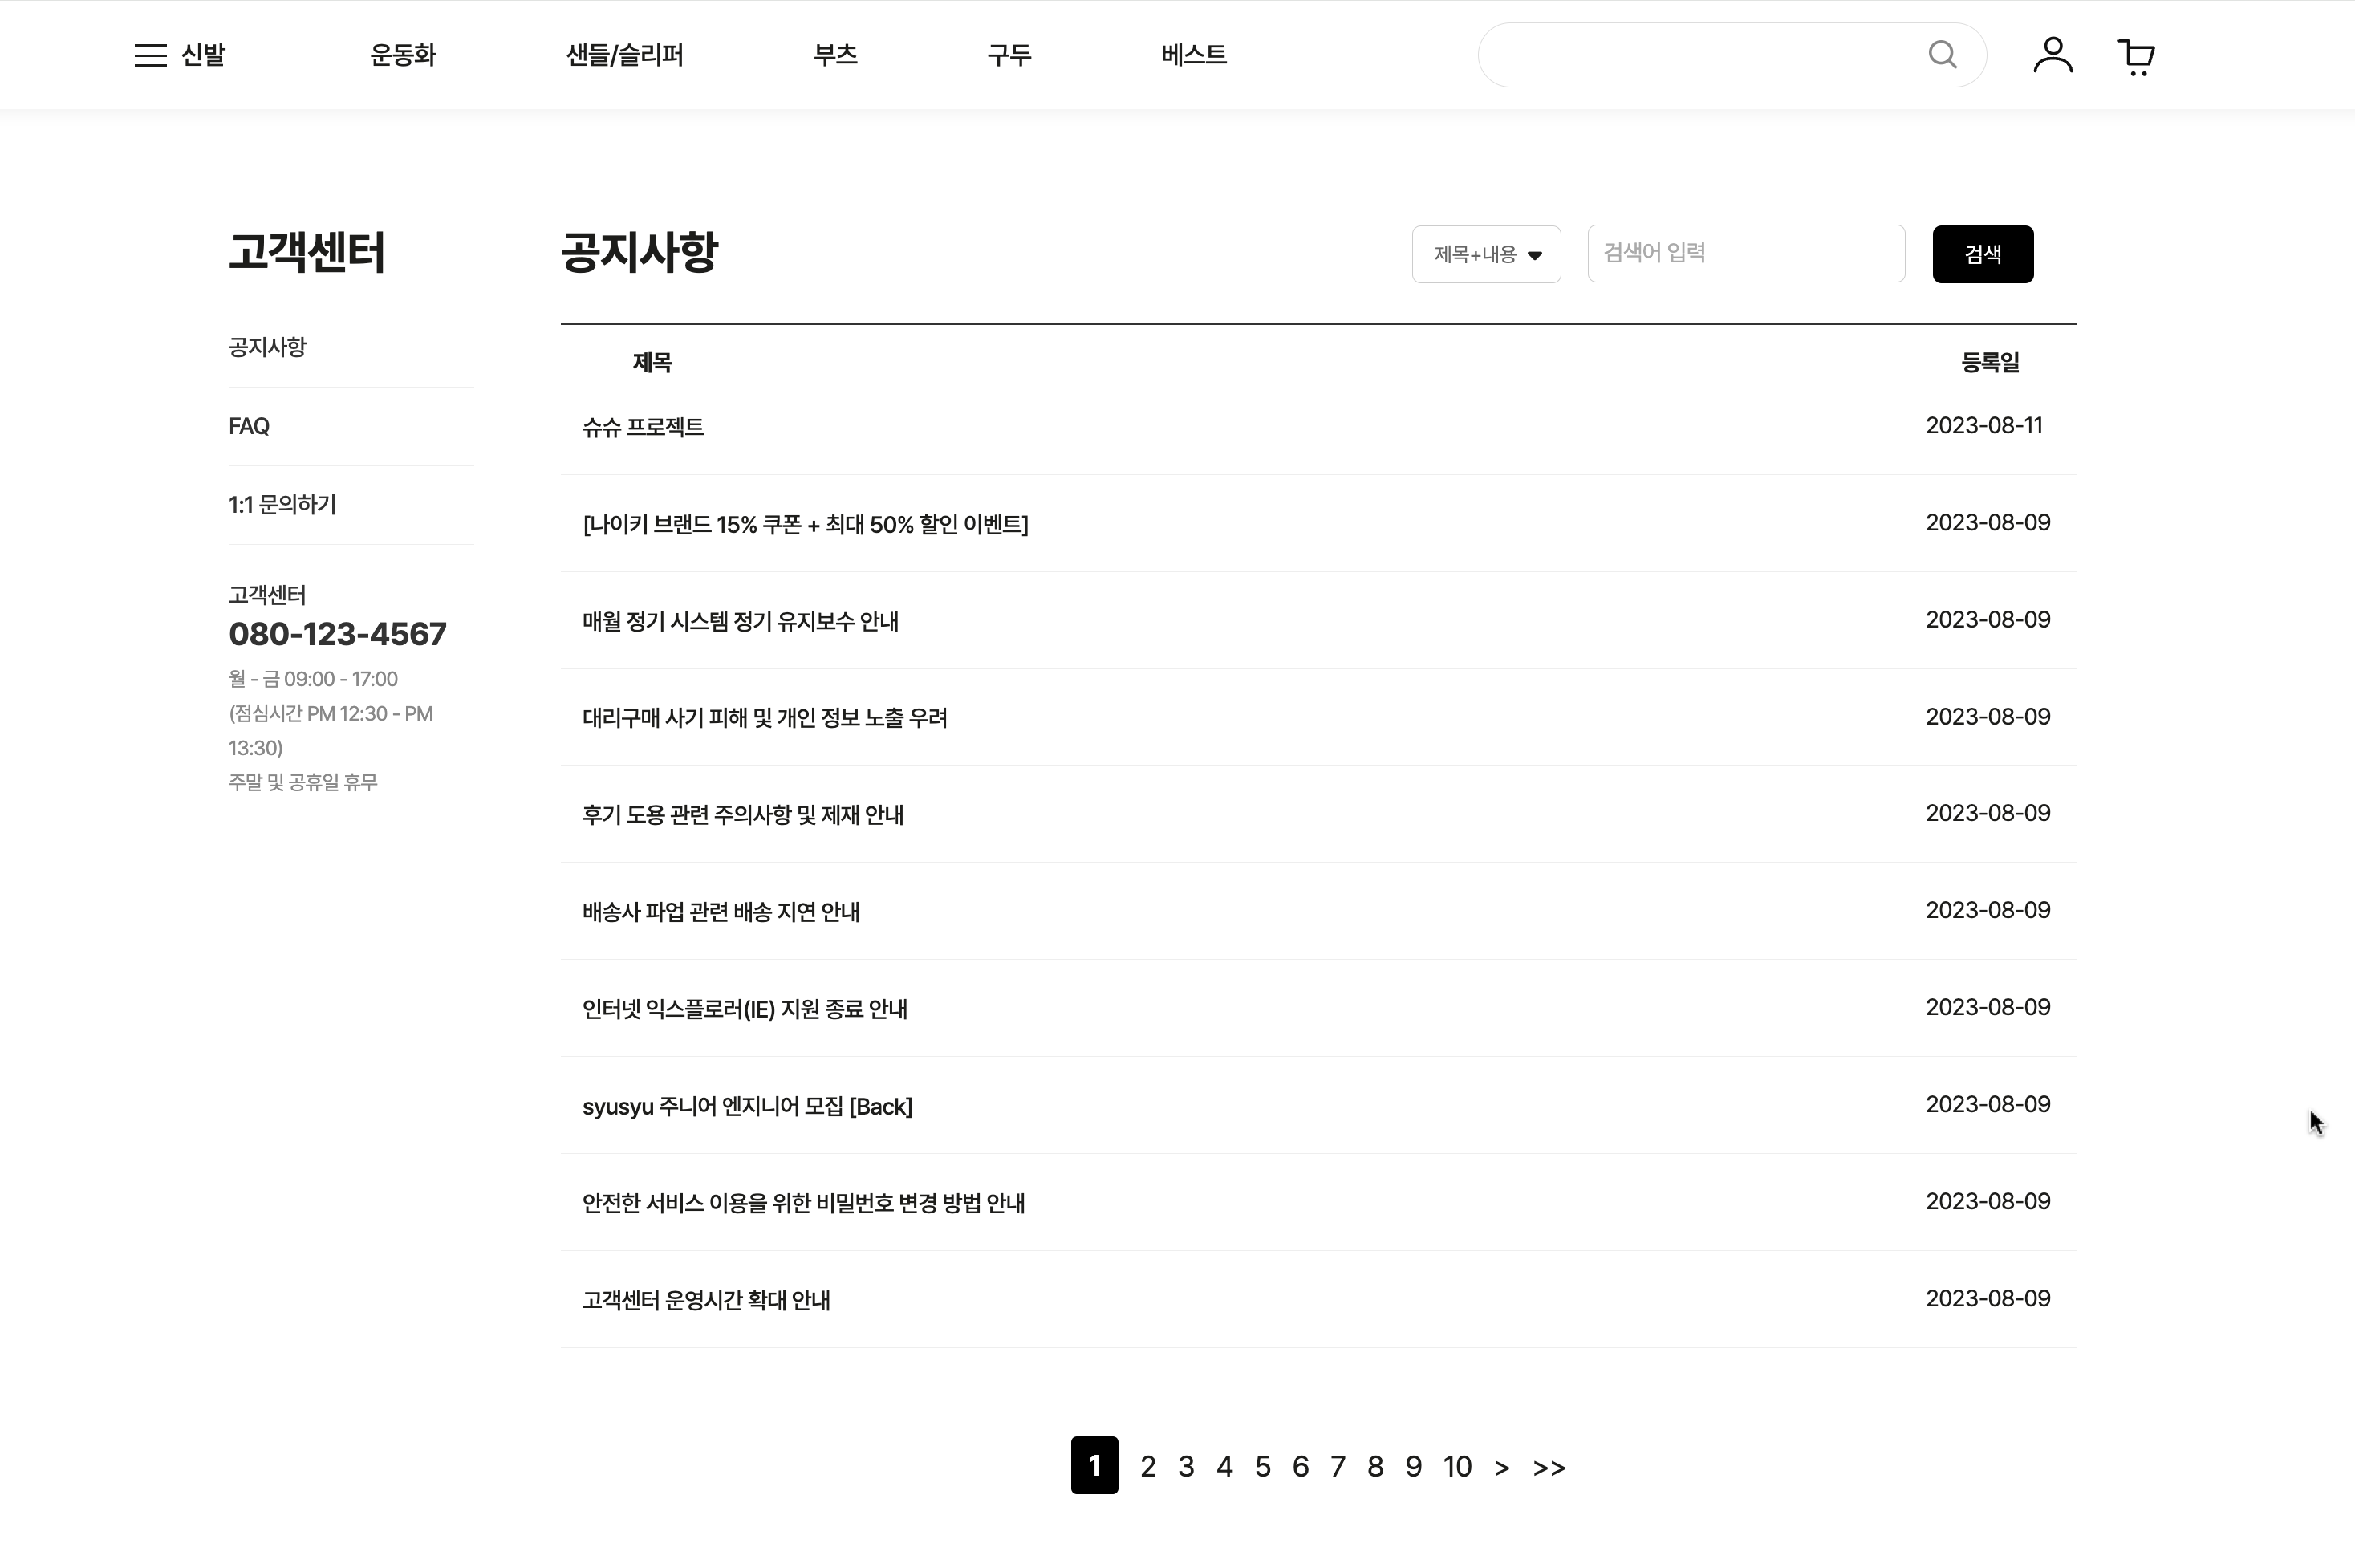 신발 운동화 샌들/슬리퍼 부츠 구두 베스트
고객센터
공지사항
FAQ
1:1 문의하기
고객센터
080-123-4567
월 - 금 09:00 - 17:00
(점심시간 PM 12:30 - PM
13:30)
주말 및 공휴일 휴무
공지사항 제목+내용 검색어 입력 검색
제목 등록일
슈슈 프로젝트 2023-08-11
[나이키 브랜드 15% 쿠폰 + 최대 50% 할인 이벤트] 2023-08-09
매월 정기 시스템 정기 유지보수 안내 2023-08-09
대리구매 사기 피해 및 개인 정보 노출 우려 2023-08-09
후기 도용 관련 주의사항 및 제재 안내 2023-08-09
배송사 파업 관련 배송 지연 안내 2023-08-09
인터넷 익스플로러(IE) 지원 종료 안내 2023-08-09
syusyu 주니어 엔지니어 모집 [Back] 2023-08-09
안전한 서비스 이용을 위한 비밀번호 변경 방법 안내 2023-08-09
고객센터 운영시간 확대 안내 2023-08-09
1 2 3 4 5 6 7 8 9 10 > >>